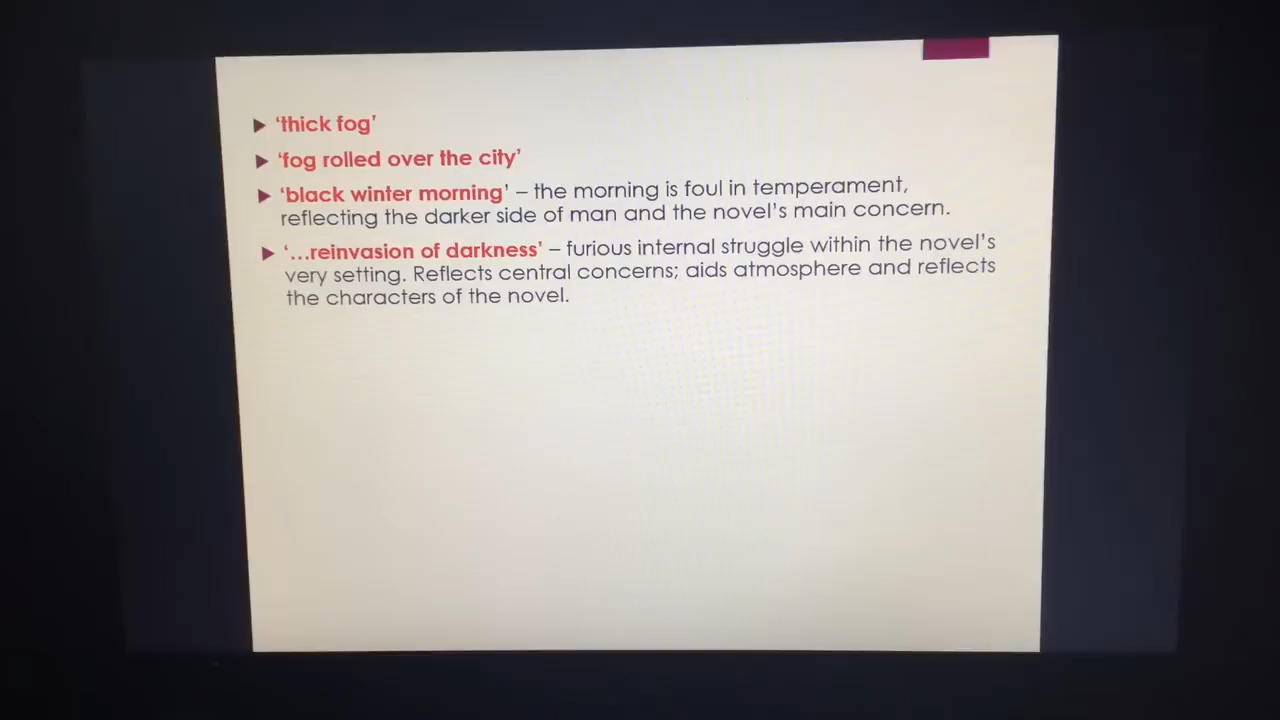 ‘thick fog’
‘fog rolled over the city’
‘black winter morning’ – the morning is foul in temperament,
reflecting the darker side of man and the novel’s main concern.
‘…reinvasion of darkness’ – furious internal struggle within the novel’s
very setting. Reflects central concerns; aids atmosphere and reflects
the characters of the novel.